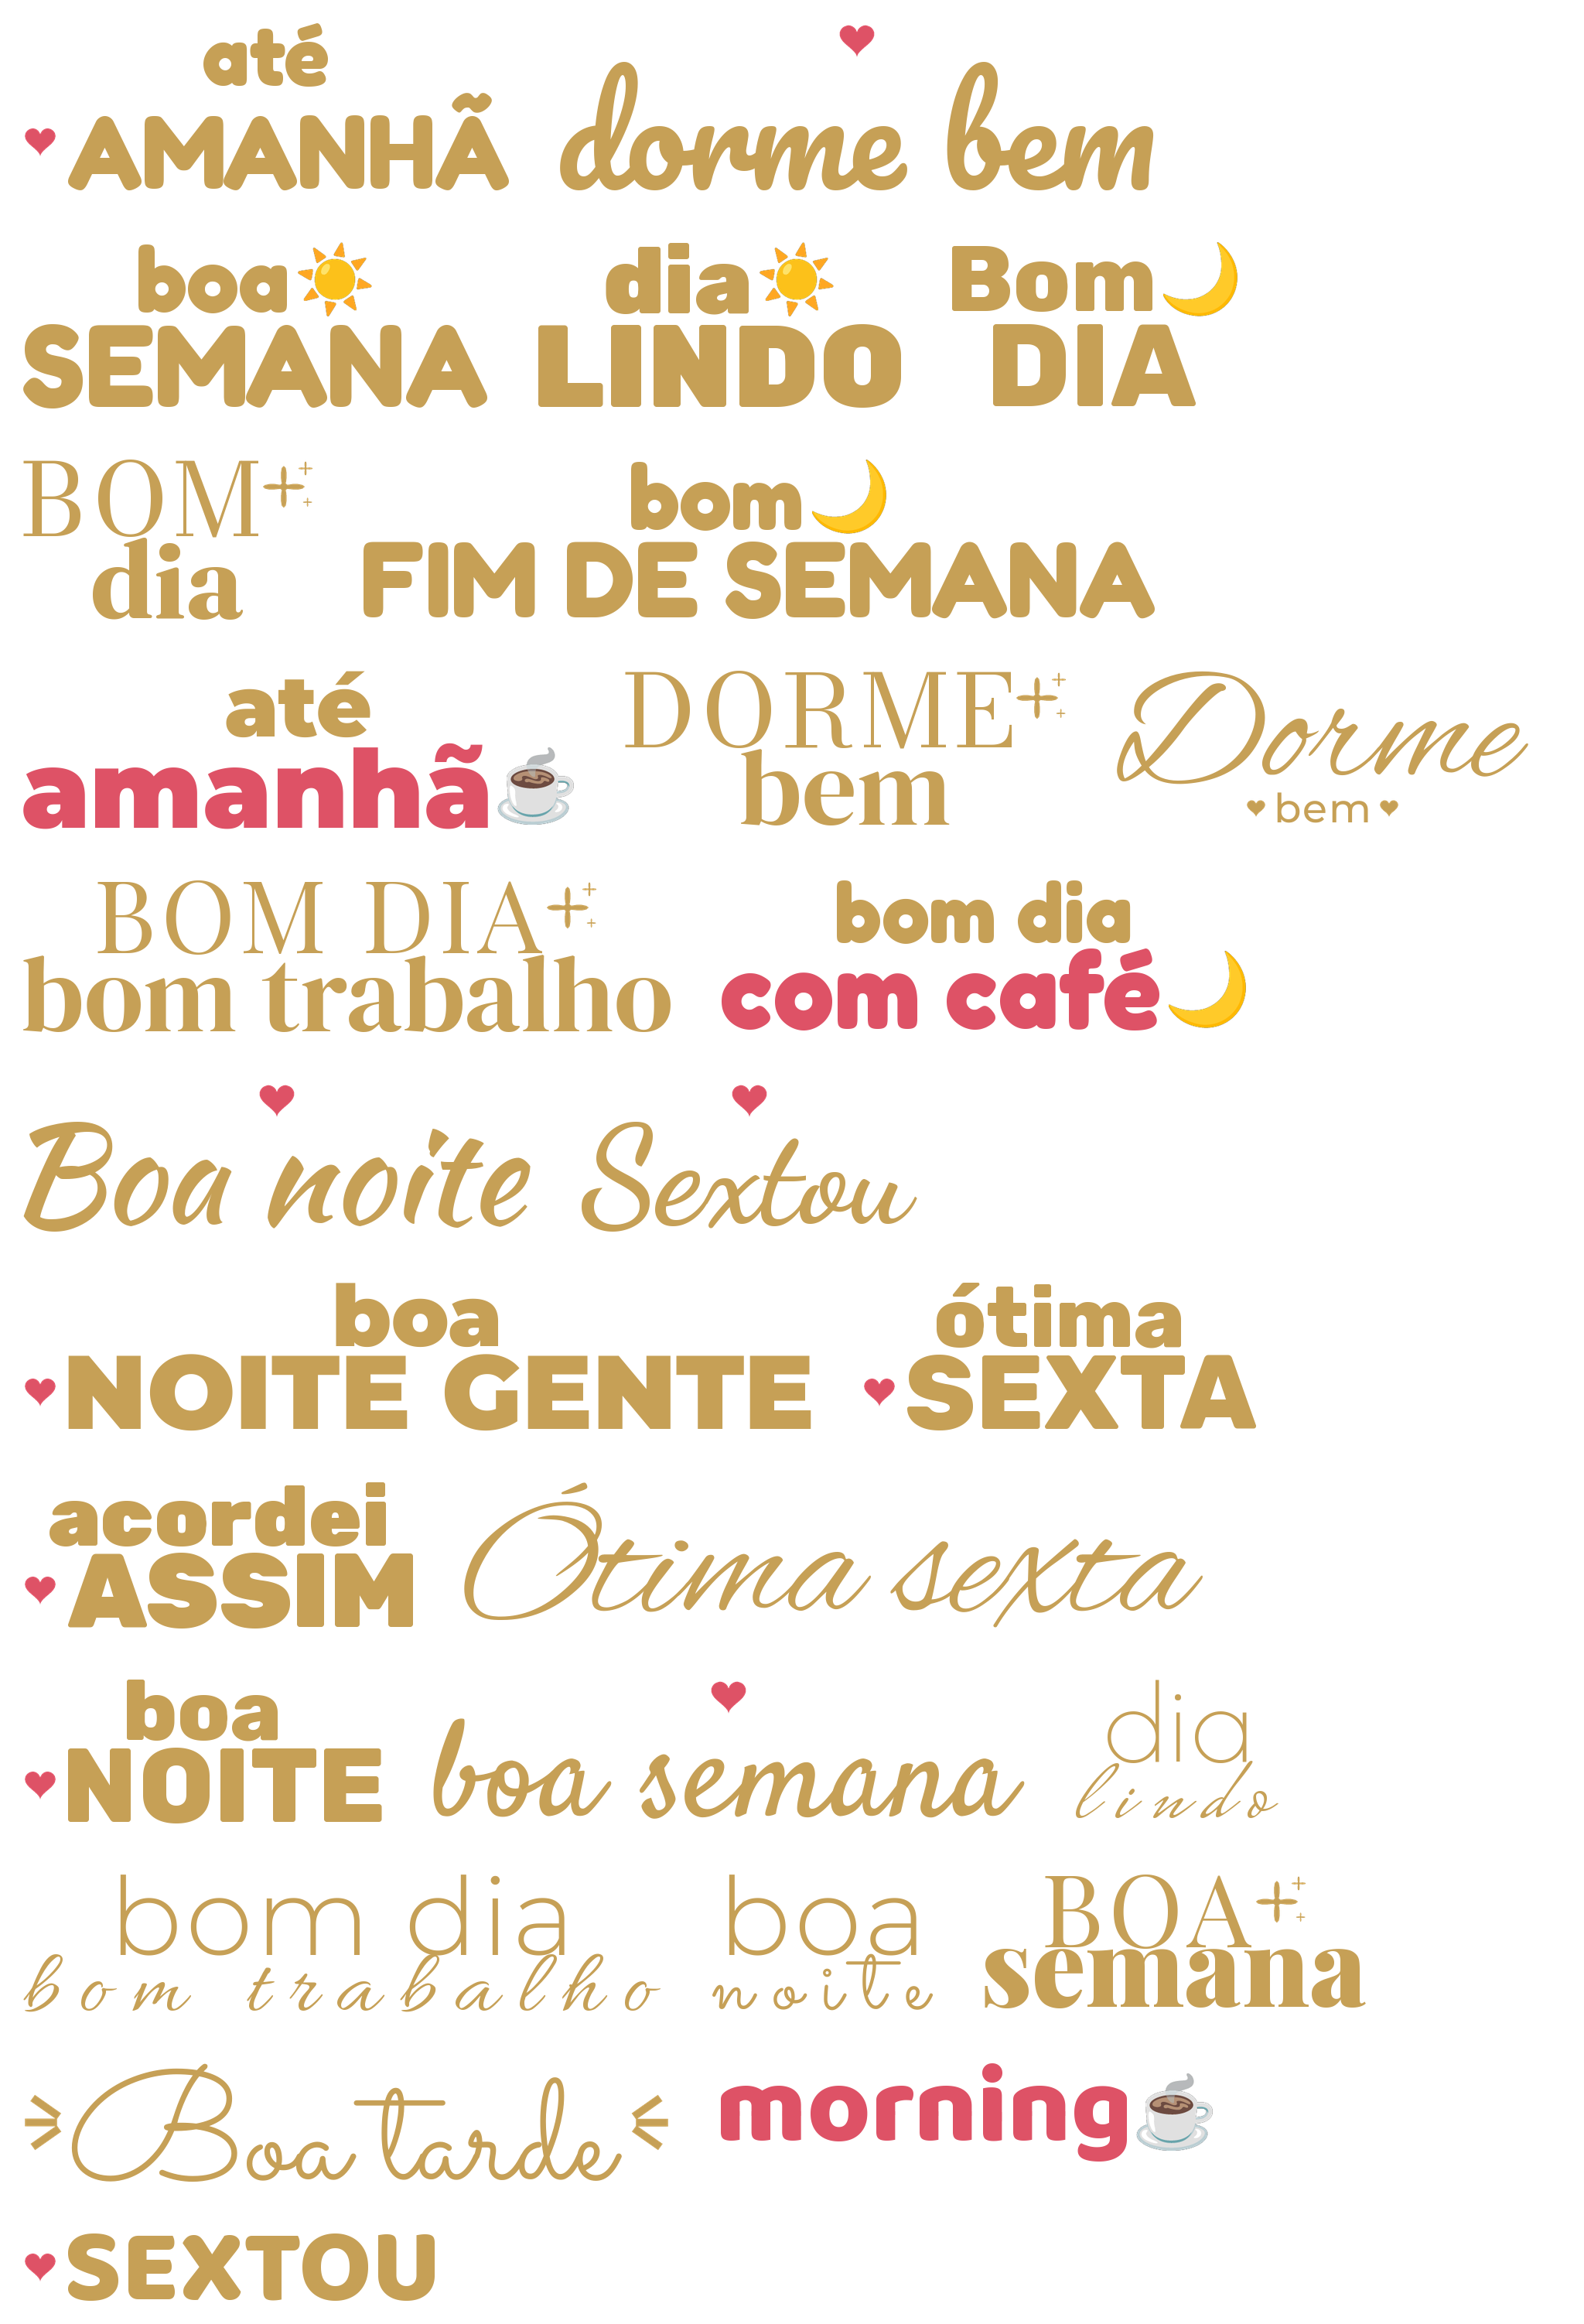 até
AMANHÃ
dorme bem
boa☀️
SEMANA
dia☀️
LINDO
Bom🌙
DIA
BOM
dia
bom🌙
FIM DE SEMANA
até
amanhã☕
DORME
bem
Dorme
bem
BOM DIA
bom trabalho
bom dia
com café🌙
Boa noite
Sextou
boa
NOITE GENTE
ótima
SEXTA
acordei
ASSIM
Ótima sexta
boa
NOITE
boa semana
dia
lindo
bom dia
bom trabalho
boa
noite
BOA
semana
Boa tarde
morning☕
SEXTOU